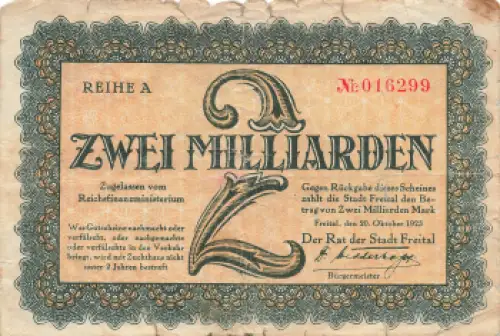 REIHE A
№ 016299
2
ZWEI MILLIARDEN
Zugelassen vom
Reichsfinanzministerium
Wer Gutscheine nachmacht oder
verfälscht, oder nachgemachte
oder verfälschte in den Verkehr
bringt, wird mit Zuchthaus nicht
unter 2 Jahren bestraft
Gegen Rückgabe dieses Scheines
zahlt die Stadt Freital den Be-
trag von Zwei Milliarden Mark
Freital, den 20. Oktober 1923
Der Rat der Stadt Freital
Bürgermeister